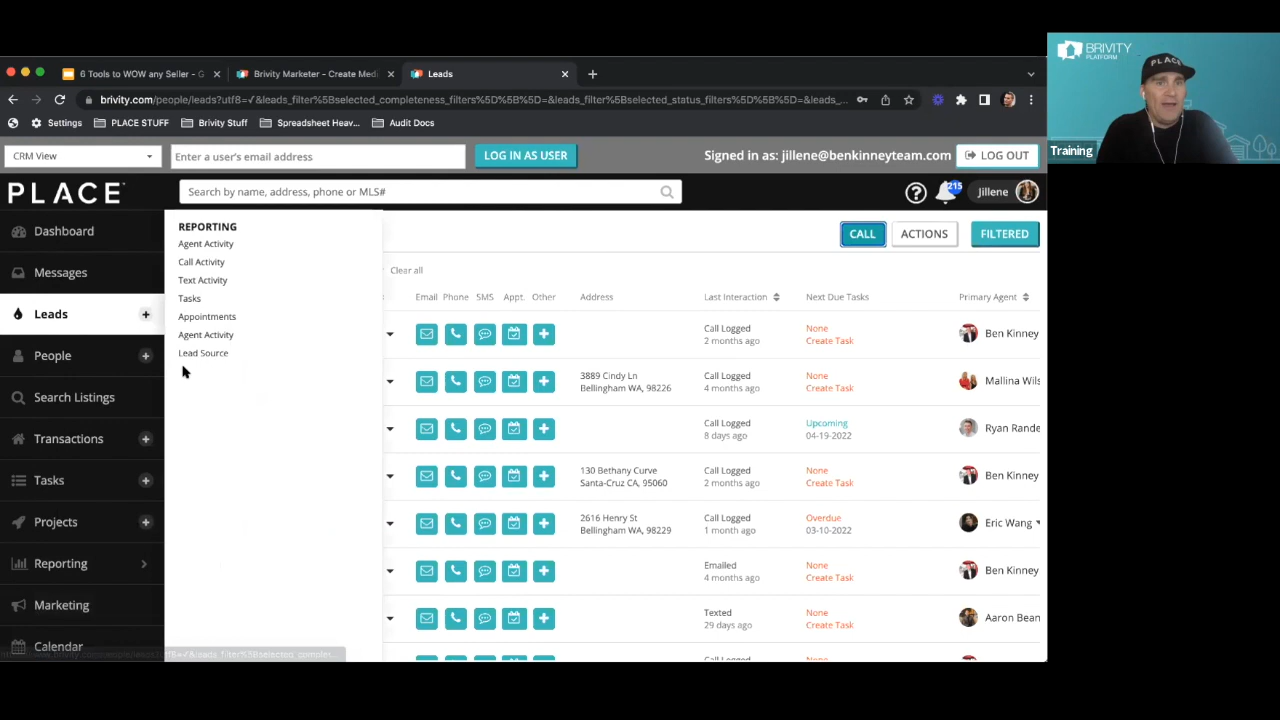 BRIVITY
PLATFORM
PLACE
Training
6 Tools to WOW any Seller - G
Brivity Marketer - Create Medi
Leads
brivity.com/people/leads?utf8=✓&leads_filter%5Bselected_completeness_filters%5D%5B%5D=&leads_filter%5Bselected_status_filters%5D%5B%5D=&leads_...
Settings
PLACE STUFF
Brivity Stuff
Spreadsheet Heav...
Audit Docs
CRM View
Enter a user's email address
LOG IN AS USER
Signed in as: jillene@benkinneyteam.com
LOG OUT
PLACE
Search by name, address, phone or MLS#
215
Jillene
Dashboard
Messages
Leads
People
Search Listings
Transactions
Tasks
Projects
Reporting
Marketing
Calendar
REPORTING
Agent Activity
Call Activity
Text Activity
Tasks
Appointments
Agent Activity
Lead Source
CALL
ACTIONS
FILTERED
Clear all
Email Phone SMS Appt. Other Address Last Interaction Next Due Tasks Primary Agent
Call Logged None Ben Kinney
2 months ago Create Task
3889 Cindy Ln Call Logged None Mallina Wils
Bellingham WA, 98226 4 months ago Create Task
Call Logged Upcoming Ryan Rande
8 days ago 04-19-2022
130 Bethany Curve Call Logged None Ben Kinney
Santa-Cruz CA, 95060 2 months ago Create Task
2616 Henry St Call Logged Overdue Eric Wang
Bellingham WA, 98229 1 month ago 03-10-2022
Emailed None Ben Kinney
4 months ago Create Task
Texted None Aaron Bean
29 days ago Create Task
Call Logged None